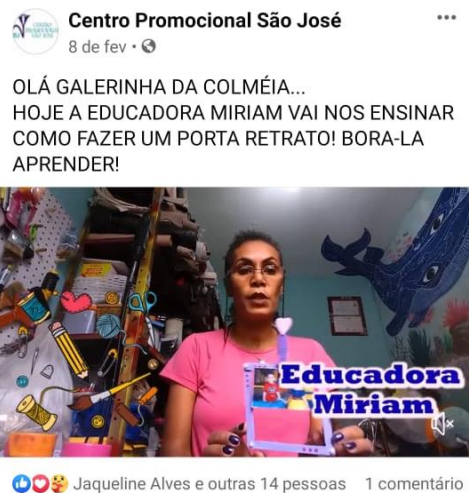 Centro Promocional São José
8 de fev
OLÁ GALERINHA DA COLMÉIA...
HOJE A EDUCADORA MIRIAM VAI NOS ENSINAR
COMO FAZER UM PORTA RETRATO! BORA-LA
APRENDER!
Educadora
Miriam
Jaqueline Alves e outras 14 pessoas 1 comentário